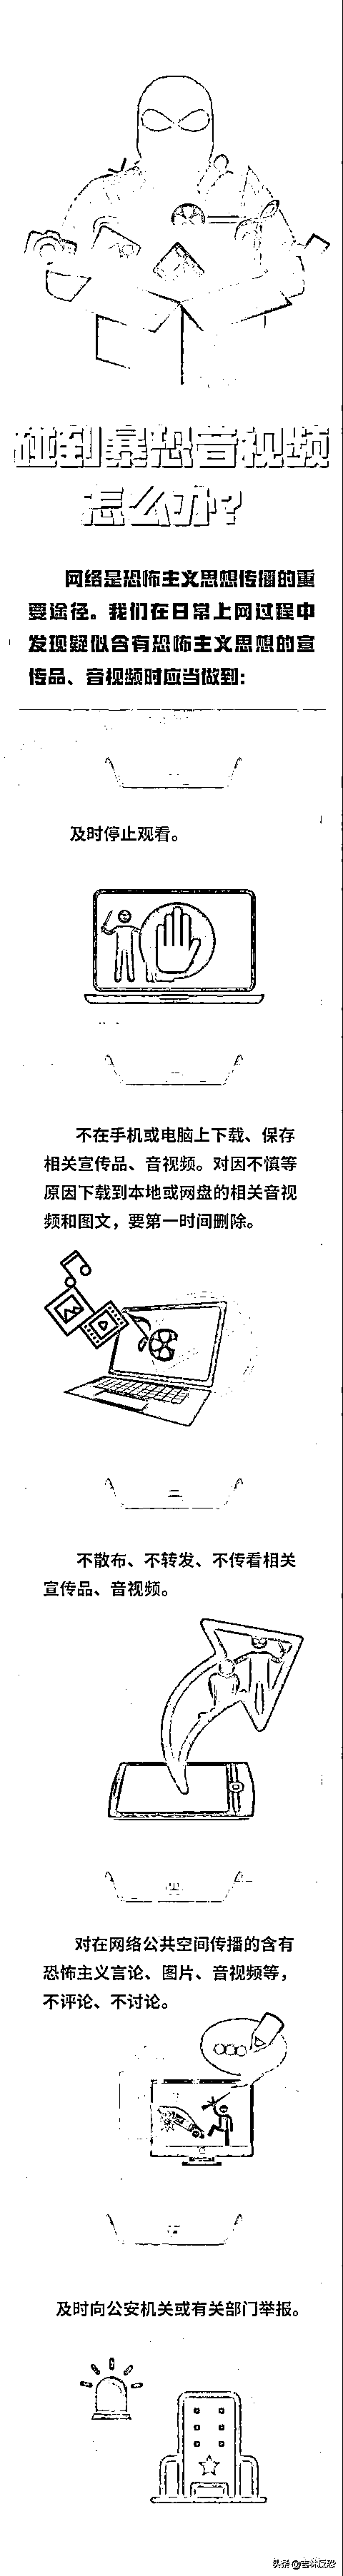 碰到暴恐音视频
怎么办?
网络是恐怖主义思想传播的重
要途径。我们在日常上网过程中
发现疑似含有恐怖主义思想的宣
传品、音视频时应当做到:
一
及时停止观看。
二
不在手机或电脑上下载、保存
相关宣传品、音视频。对因不慎等
原因下载到本地或网盘的相关音视
频和图文，要第一时间删除。
三
不散布、不转发、不传看相关
宣传品、音视频。
四
对在网络公共空间传播的含有
恐怖主义言论、图片、音视频等，
不评论、不讨论。
五
及时向公安机关或有关部门举报。
头条 @吉林反恐